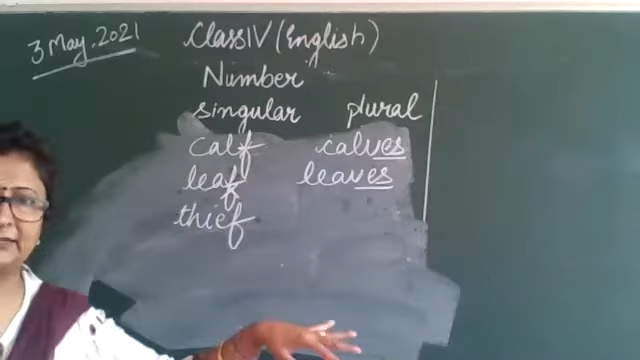 3 May. 2021
Class IV (English)
Number
singular plural
calf calves
leaf leaves
thief